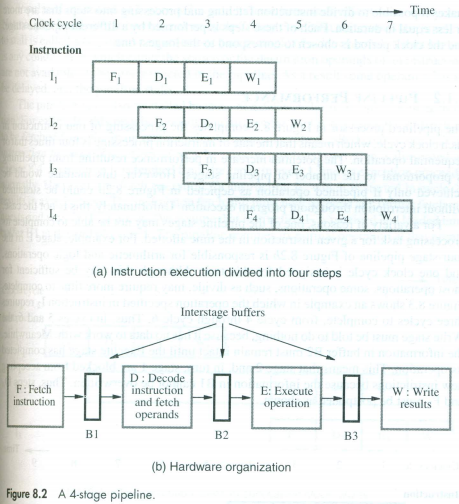 Time
Clock cycle 1 2 3 4 5 6 7
Instruction
I1 F1 D1 E1 W1
I2 F2 D2 E2 W2
I3 F3 D3 E3 W3
I4 F4 D4 E4 W4
(a) Instruction execution divided into four steps
Interstage buffers
F : Fetch
instruction
D : Decode
instruction
and fetch
operands
E: Execute
operation
W : Write
results
B1 B2 B3
(b) Hardware organization
Figure 8.2 A 4-stage pipeline.